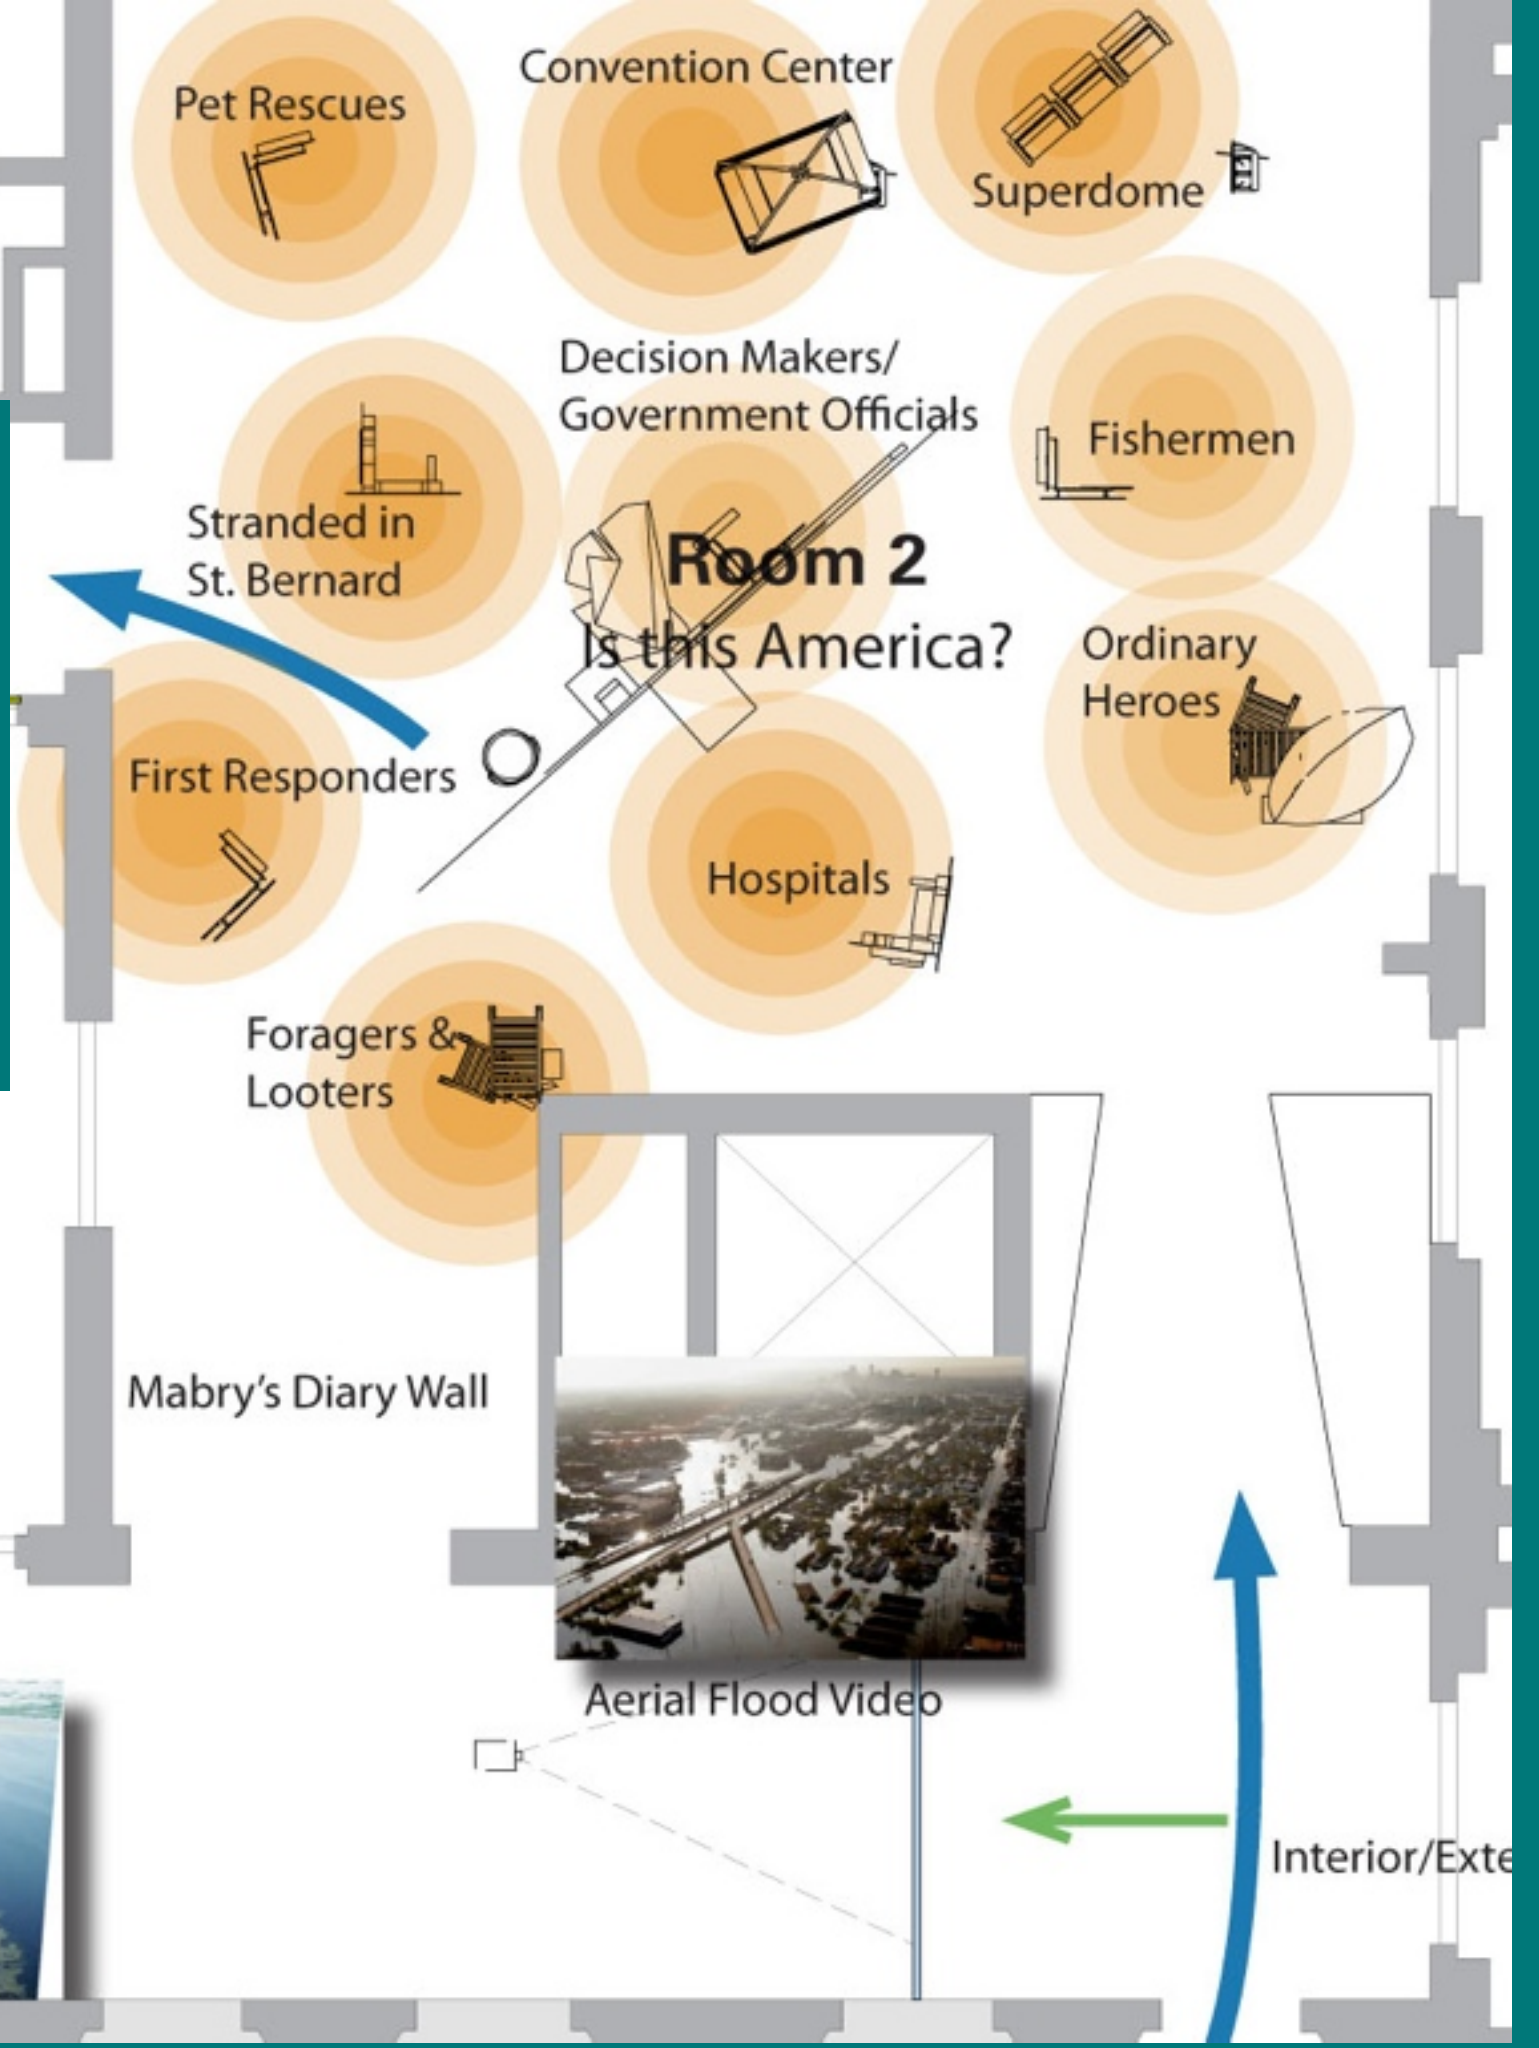 Convention Center
Pet Rescues
Superdome
Decision Makers/
Government Officials
Fishermen
Stranded in
St. Bernard
Room 2
Is this America?
Ordinary
Heroes
First Responders
Hospitals
Foragers &
Looters
Mabry’s Diary Wall
Aerial Flood Video
Interior/Exte